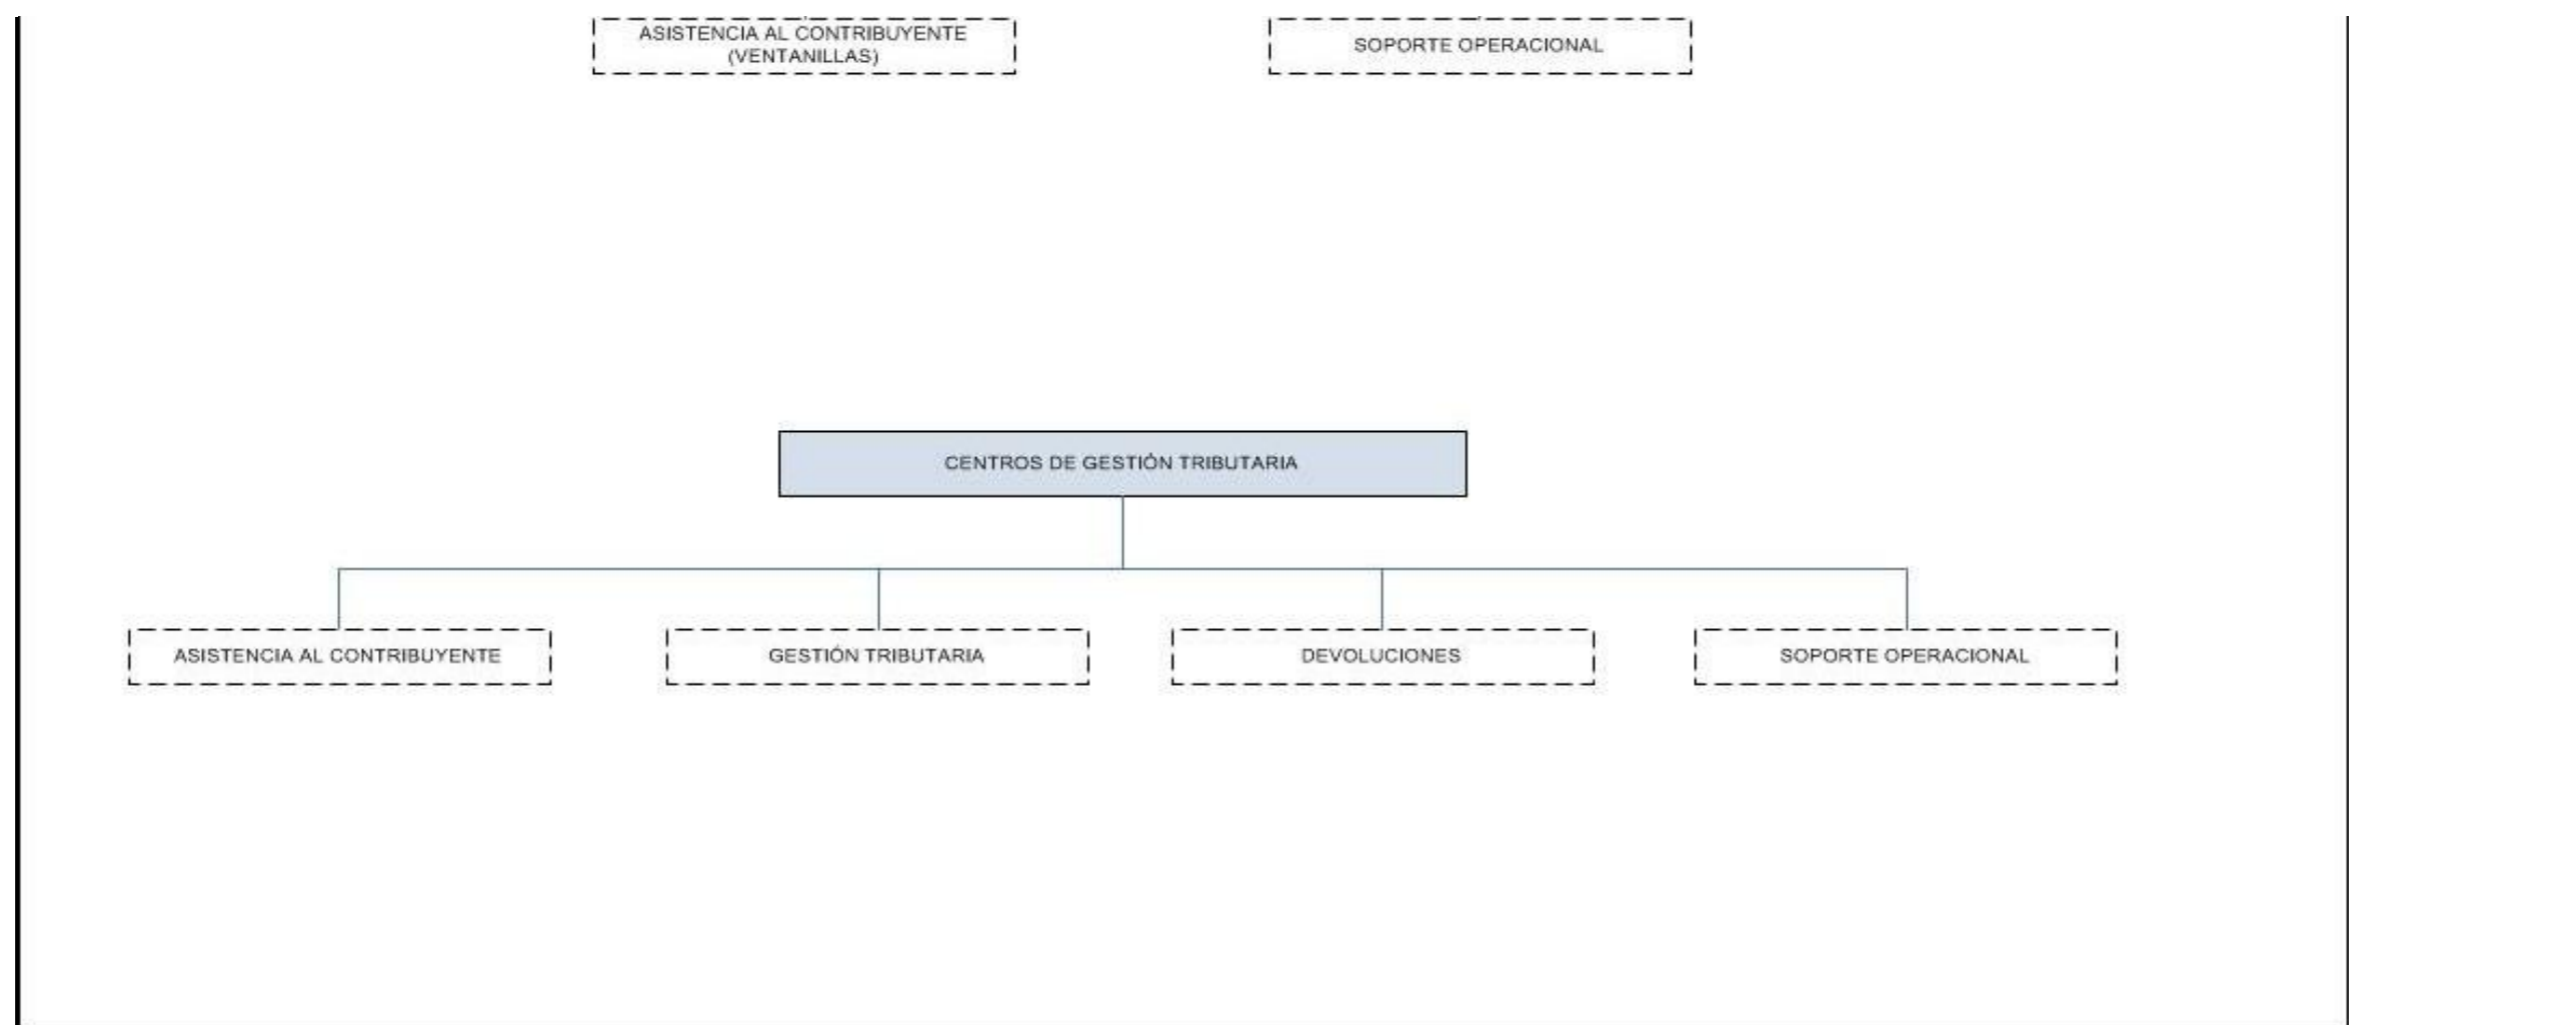 ASISTENCIA AL CONTRIBUYENTE
(VENTANILLAS)
SOPORTE OPERACIONAL
CENTROS DE GESTIÓN TRIBUTARIA
ASISTENCIA AL CONTRIBUYENTE
GESTIÓN TRIBUTARIA
DEVOLUCIONES
SOPORTE OPERACIONAL